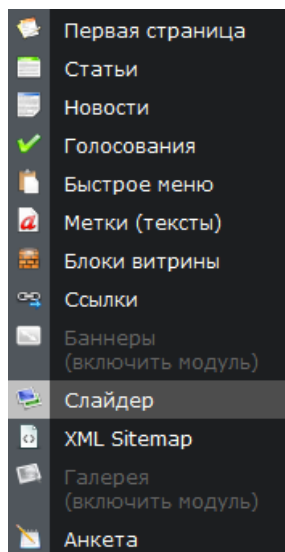 Первая страница
Статьи
Новости
Голосования
Быстрое меню
Метки (тексты)
Блоки витрины
Ссылки
Баннеры
(включить модуль)
Слайдер
XML Sitemap
Галерея
(включить модуль)
Анкета